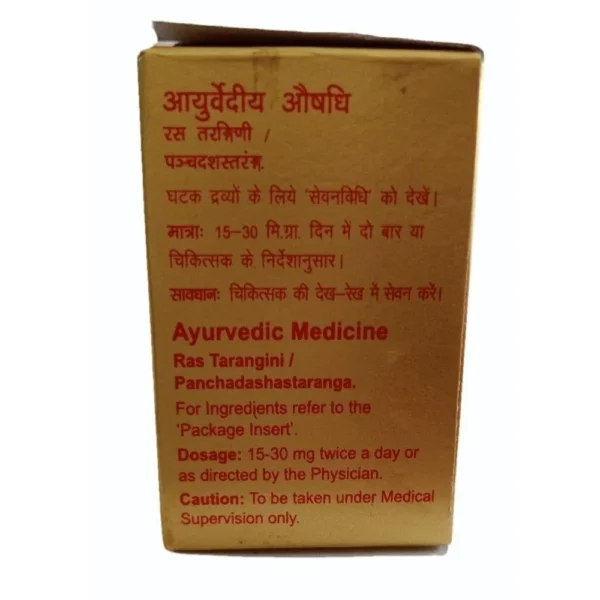 आयुर्वेदीय औषधि
रस तरङ्गिणी /
पञ्चदशस्तरंङ्ग.
घटक द्रव्यों के लिये 'सेवनविधि' को देखें।
मात्राः 15–30 मि.ग्रा. दिन में दो बार या
चिकित्सक के निर्देशानुसार।
सावधानः चिकित्सक की देख–रेख में सेवन करें।
Ayurvedic Medicine
Ras Tarangini /
Panchadashastaranga.
For Ingredients refer to the
'Package Insert'.
Dosage: 15-30 mg twice a day or
as directed by the Physician.
Caution: To be taken under Medical
Supervision only.